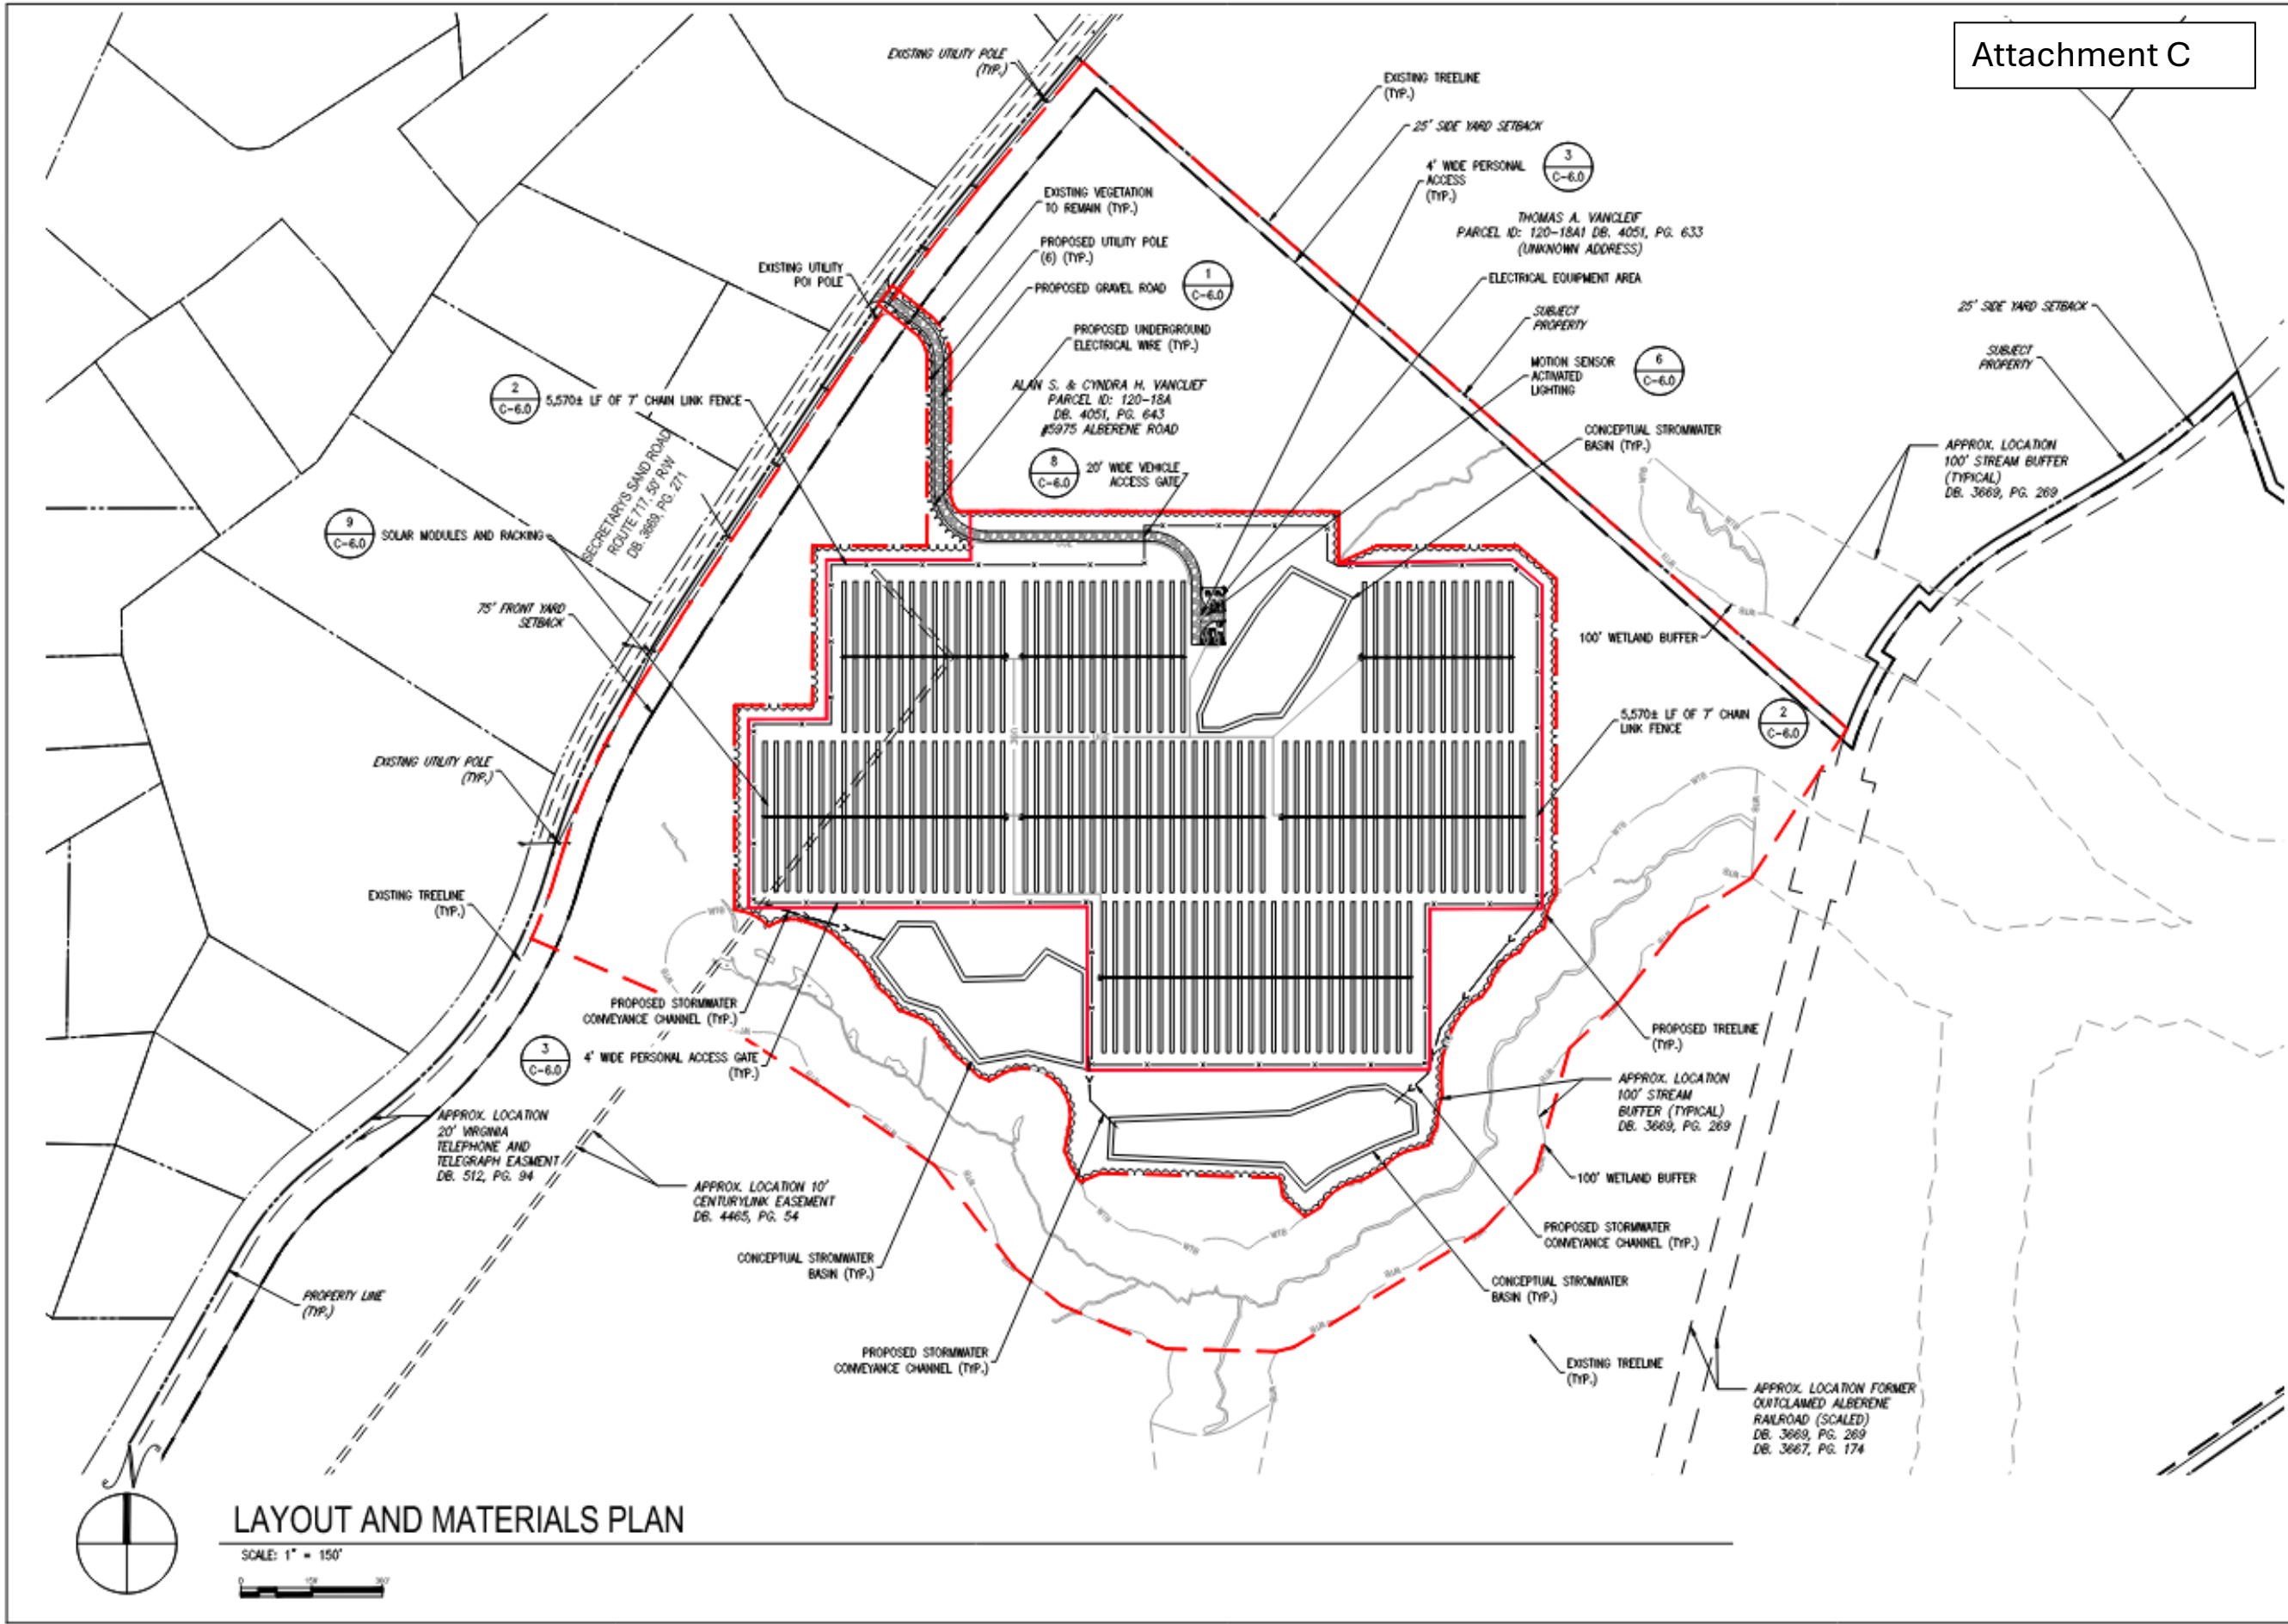 Attachment C
EXISTING UTILITY POLE
(TYP.)
EXISTING TREELINE
(TYP.)
25' SIDE YARD SETBACK
4' WIDE PERSONAL
ACCESS
(TYP.)
3
C-6.0
EXISTING VEGETATION
TO REMAIN (TYP.)
THOMAS A. VANCLEIF
PARCEL ID: 120-18A1 DB. 4051, PG. 633
(UNKNOWN ADDRESS)
PROPOSED UTILITY POLE
(6) (TYP.)
EXISTING UTILITY
POI POLE
PROPOSED GRAVEL ROAD
1
C-6.0
ELECTRICAL EQUIPMENT AREA
SUBJECT
PROPERTY
25' SIDE YARD SETBACK
SUBJECT
PROPERTY
PROPOSED UNDERGROUND
ELECTRICAL WIRE (TYP.)
MOTION SENSOR
ACTIVATED
LIGHTING
6
C-6.0
2
C-6.0
5,570± LF OF 7' CHAIN LINK FENCE
ALAN S. & CYNDRA H. VANCLIEF
PARCEL ID: 120-18A
DB. 4051, PG. 643
#5975 ALBERENE ROAD
CONCEPTUAL STROMWATER
BASIN (TYP.)
APPROX. LOCATION
100' STREAM BUFFER
(TYPICAL)
DB. 3669, PG. 269
8
C-6.0
20' WIDE VEHICLE
ACCESS GATE
SECRETARYS SAND ROAD
ROUTE 717, 50' R/W
DB. 3669, PG. 271
9
C-6.0
SOLAR MODULES AND RACKING
75' FRONT YARD
SETBACK
100' WETLAND BUFFER
5,570± LF OF 7' CHAIN
LINK FENCE
2
C-6.0
EXISTING UTILITY POLE
(TYP.)
WTB
WTB
WTB
WTB
EXISTING TREELINE
(TYP.)
WTB
PROPOSED STORMWATER
CONVEYANCE CHANNEL (TYP.)
PROPOSED TREELINE
(TYP.)
3
C-6.0
4' WIDE PERSONAL ACCESS GATE
(TYP.)
APPROX. LOCATION
100' STREAM
BUFFER (TYPICAL)
DB. 3669, PG. 269
APPROX. LOCATION
20' VIRGINIA
TELEPHONE AND
TELEGRAPH EASMENT
DB. 512, PG. 94
APPROX. LOCATION 10'
CENTURYLINK EASEMENT
DB. 4465, PG. 54
100' WETLAND BUFFER
WTB
WTB
WTB
PROPOSED STORMWATER
CONVEYANCE CHANNEL (TYP.)
CONCEPTUAL STROMWATER
BASIN (TYP.)
CONCEPTUAL STROMWATER
BASIN (TYP.)
PROPERTY LINE
(TYP.)
PROPOSED STORMWATER
CONVEYANCE CHANNEL (TYP.)
EXISTING TREELINE
(TYP.)
APPROX. LOCATION FORMER
QUITCLAIMED ALBERENE
RAILROAD (SCALED)
DB. 3669, PG. 269
DB. 3667, PG. 174
LAYOUT AND MATERIALS PLAN
SCALE: 1" = 150'
0